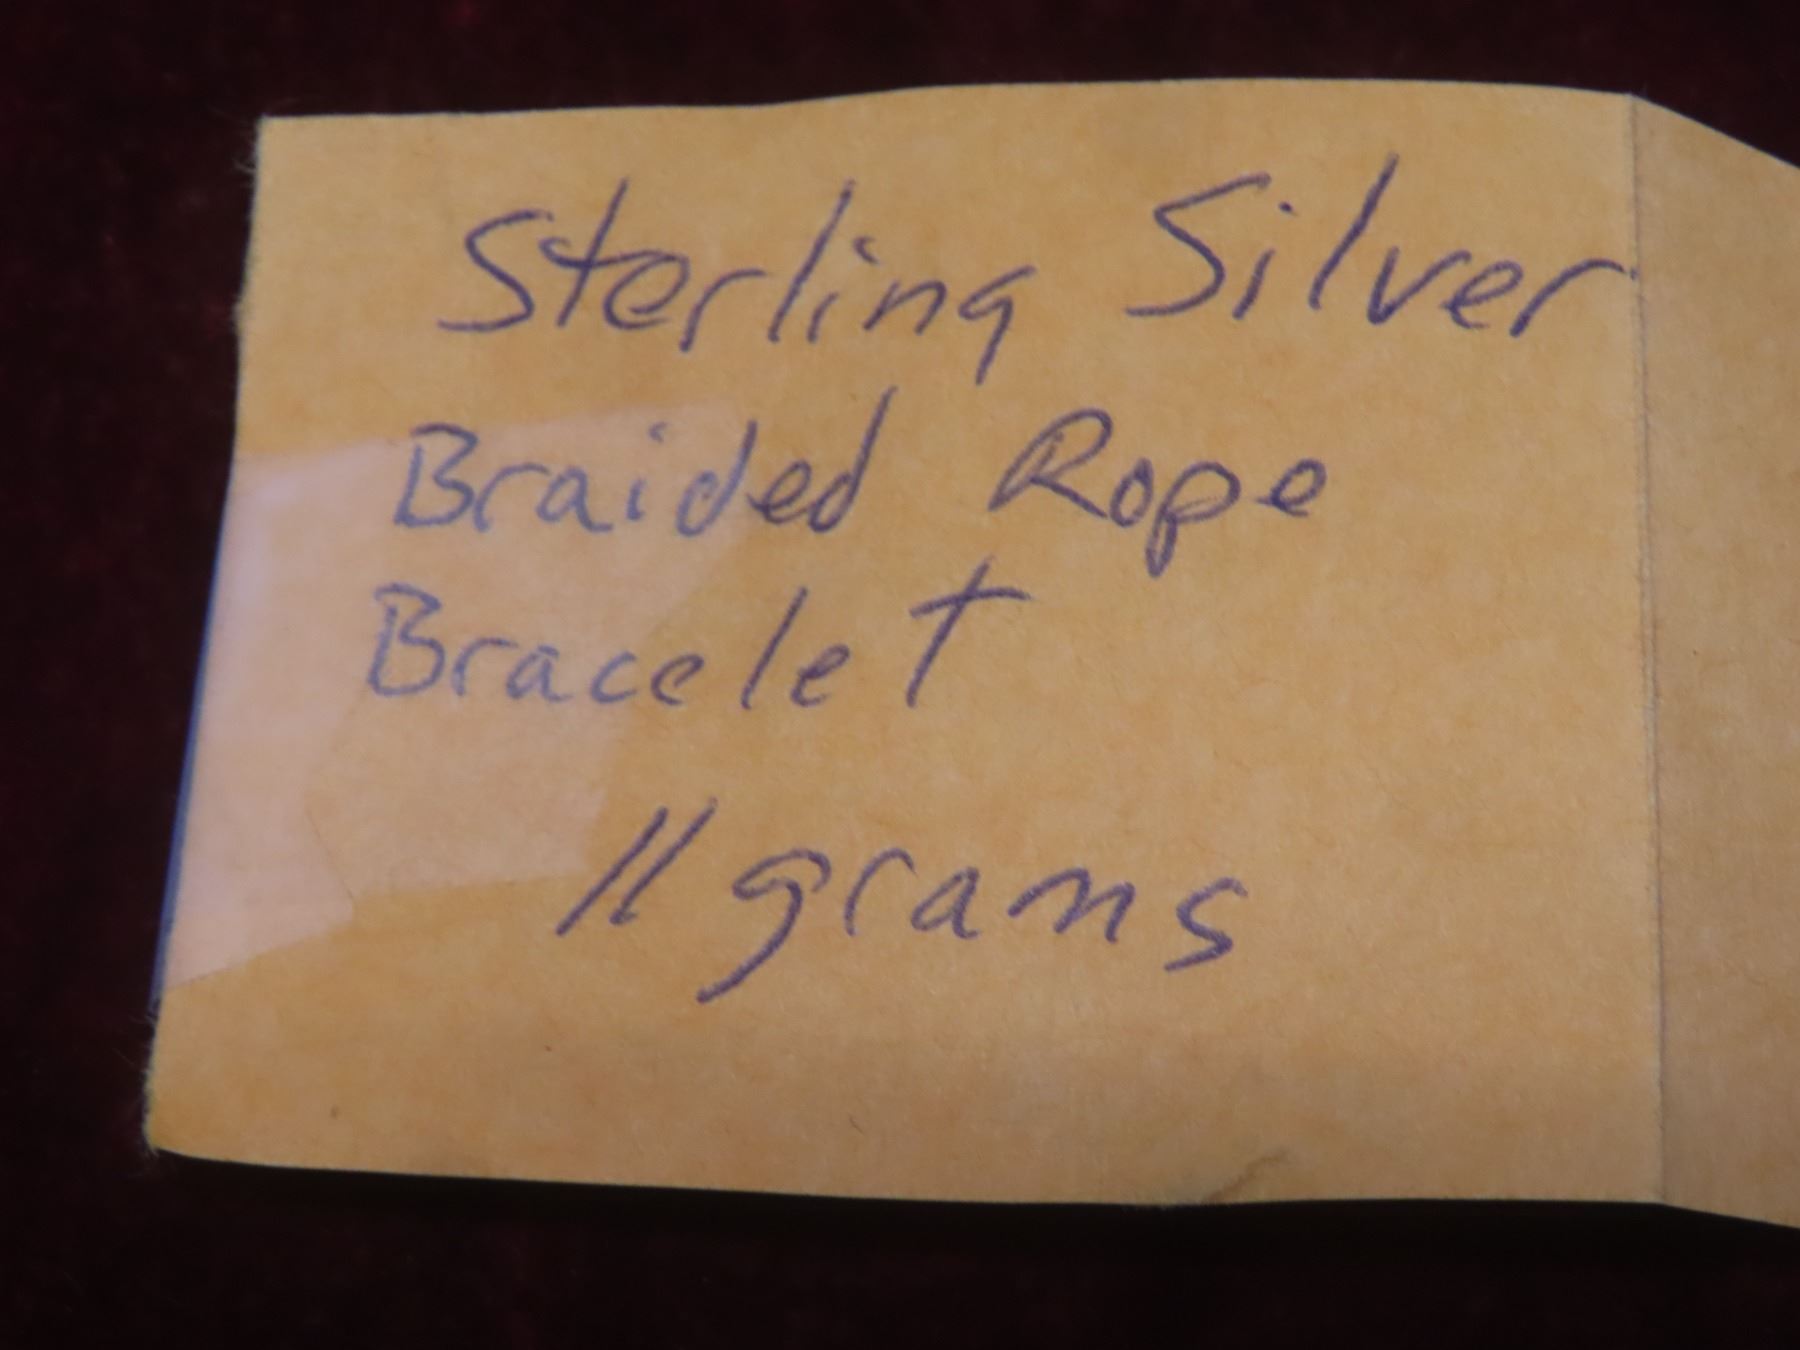 Sterling Silver
Braided Rope
Bracelet
11 grams